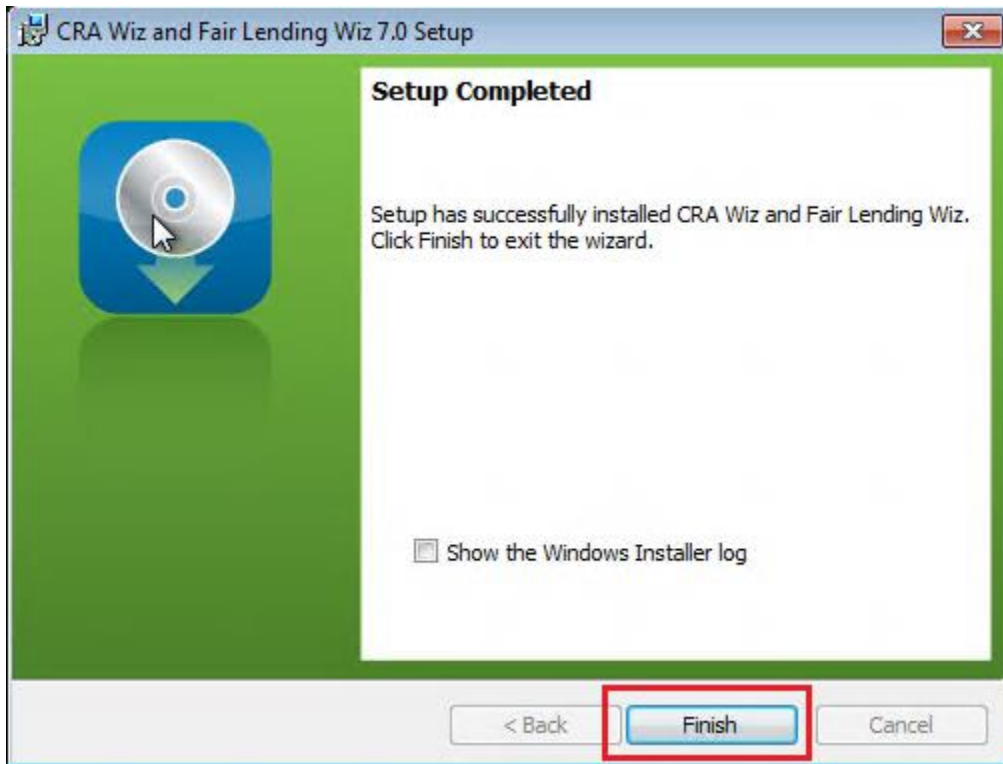 CRA Wiz and Fair Lending Wiz 7.0 Setup
Setup Completed
Setup has successfully installed CRA Wiz and Fair Lending Wiz.
Click Finish to exit the wizard.
Show the Windows Installer log
< Back
Finish
Cancel